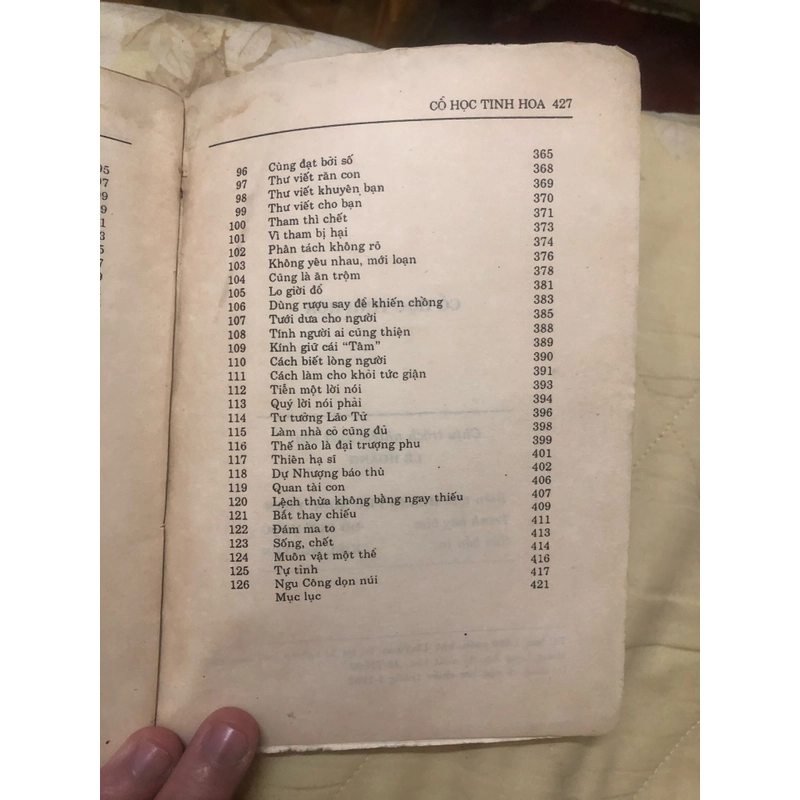 CỔ HỌC TINH HOA 427
96 Cùng đạt bởi số 365
97 Thư viết răn con 368
98 Thư viết khuyên bạn 369
99 Thư viết cho bạn 370
100 Tham thì chết 371
101 Vì tham bị hại 373
102 Phân tách không rõ 374
103 Không yêu nhau, mới loạn 376
104 Cũng là ăn trộm 378
105 Lo giời đổ 381
106 Dùng rượu say để khiến chồng 383
107 Tưới dưa cho người 385
108 Tính người ai cũng thiện 388
109 Kính giữ cái “Tâm” 389
110 Cách biết lòng người 390
111 Cách làm cho khỏi tức giận 391
112 Tiễn một lời nói 393
113 Quý lời nói phải 394
114 Tư tưởng Lão Tử 396
115 Làm nhà cỏ cũng đủ 398
116 Thế nào là đại trượng phu 399
117 Thiên hạ sĩ 401
118 Dự Nhượng báo thù 402
119 Quan tài con 406
120 Lệch thừa không bằng ngay thiếu 407
121 Bắt thay chiếu 409
122 Đám ma to 411
123 Sống, chết 413
124 Muôn vật một thể 414
125 Tự tỉnh 416
126 Ngu Công dọn núi 417
Mục lục 421